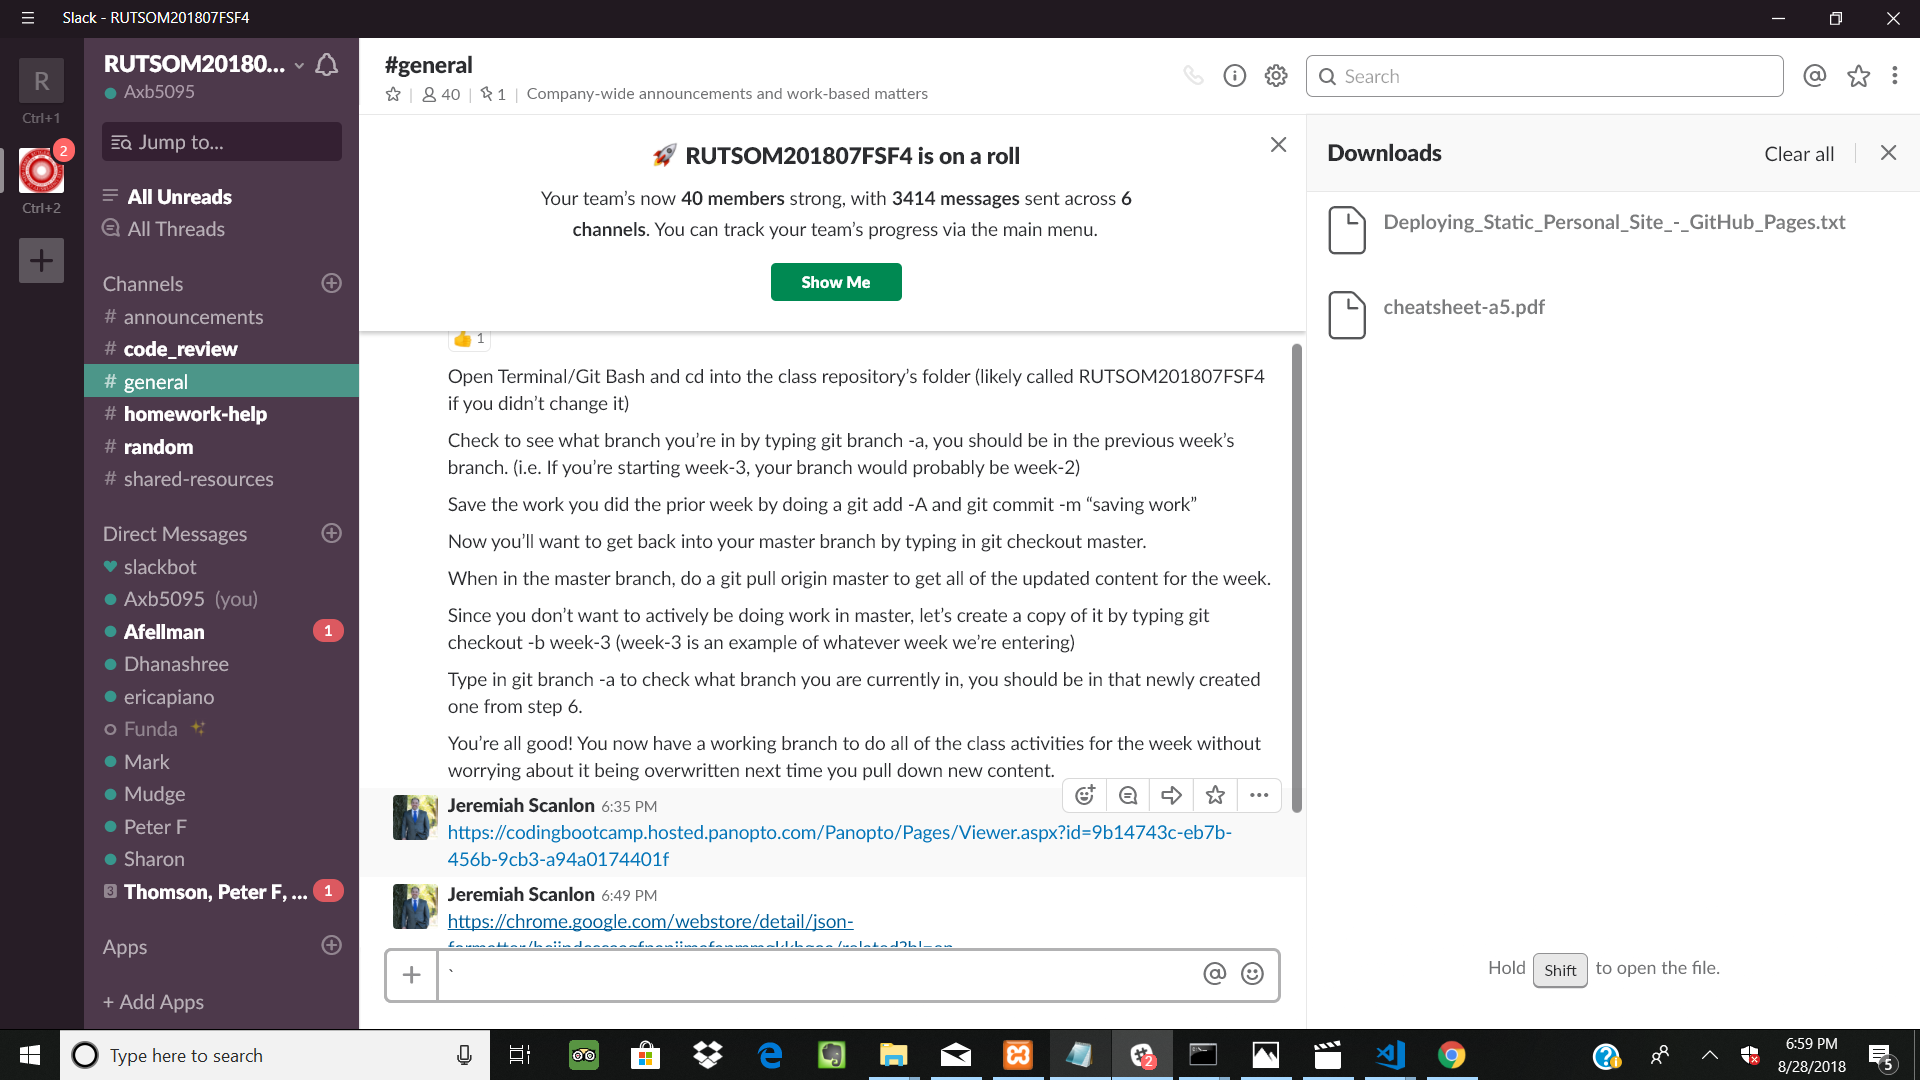 Slack - RUTSOM201807FSF4
R
Ctrl+1
2
Ctrl+2
RUTSOM20180...
Axb5095
Jump to...
All Unreads
All Threads
Channels
# announcements
# code_review
# general
# homework-help
# random
# shared-resources
Direct Messages
slackbot
Axb5095 (you)
Afellman 1
Dhanashree
ericapiano
Funda
Mark
Mudge
Peter F
Sharon
3 Thomson, Peter F, ... 1
Apps
+ Add Apps
#general
40 | 1 | Company-wide announcements and work-based matters
Search
RUTSOM201807FSF4 is on a roll
Your team’s now 40 members strong, with 3414 messages sent across 6
channels. You can track your team’s progress via the main menu.
Show Me
1
Open Terminal/Git Bash and cd into the class repository’s folder (likely called RUTSOM201807FSF4
if you didn’t change it)
Check to see what branch you’re in by typing git branch -a, you should be in the previous week’s
branch. (i.e. If you’re starting week-3, your branch would probably be week-2)
Save the work you did the prior week by doing a git add -A and git commit -m “saving work”
Now you’ll want to get back into your master branch by typing in git checkout master.
When in the master branch, do a git pull origin master to get all of the updated content for the week.
Since you don’t want to actively be doing work in master, let’s create a copy of it by typing git
checkout -b week-3 (week-3 is an example of whatever week we’re entering)
Type in git branch -a to check what branch you are currently in, you should be in that newly created
one from step 6.
You’re all good! You now have a working branch to do all of the class activities for the week without
worrying about it being overwritten next time you pull down new content.
Jeremiah Scanlon 6:35 PM
https://codingbootcamp.hosted.panopto.com/Panopto/Pages/Viewer.aspx?id=9b14743c-eb7b-
456b-9cb3-a94a0174401f
Jeremiah Scanlon 6:49 PM
https://chrome.google.com/webstore/detail/json-
`
Downloads
Clear all
Deploying_Static_Personal_Site_-_GitHub_Pages.txt
cheatsheet-a5.pdf
Hold Shift to open the file.
Type here to search
2
6:59 PM
8/28/2018
5